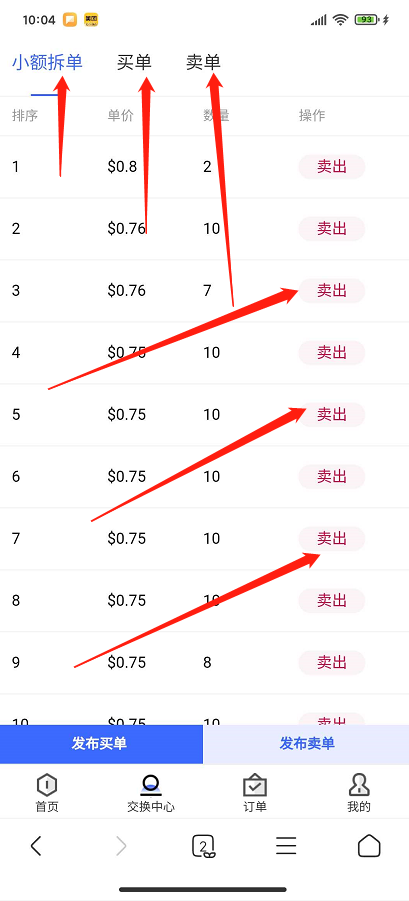 10:04 美团 93
小额拆单 买单 卖单
排序 单价 数量 操作
1 $0.8 2 卖出
2 $0.76 10 卖出
3 $0.76 7 卖出
4 $0.75 10 卖出
5 $0.75 10 卖出
6 $0.75 10 卖出
7 $0.75 10 卖出
8 $0.75 10 卖出
9 $0.75 8 卖出
10 $0.75 10 卖出
发布买单 发布卖单
首页 交换中心 订单 我的
2